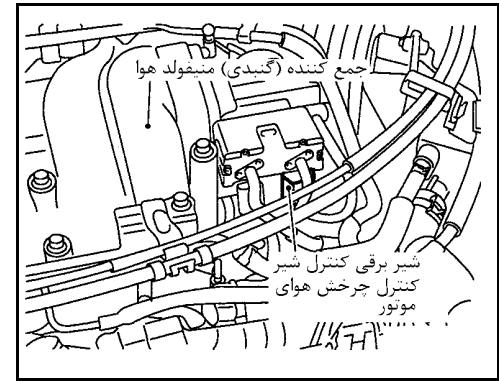 جمع کننده (گنبدی) منیفولد هوا
شیر برقی کنترل شیر
کنترل چرخش هوای
موتور